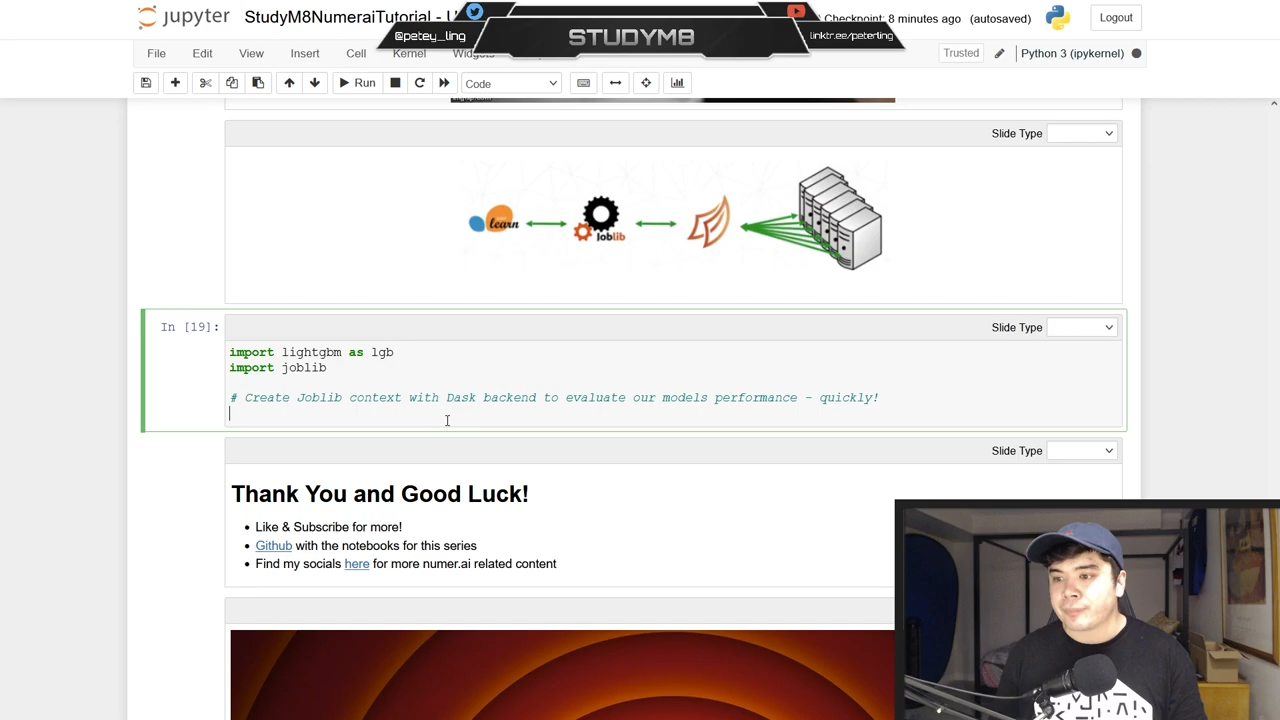 jupyter StudyM8NumeraiTutorial - U Checkpoint: 8 minutes ago (autosaved) Logout
@petey_ling STUDYM8 linktr.ee/peterling
File Edit View Insert Cell Kernel Trusted Python 3 (ipykernel)
Run Code
Slide Type
learn joblib
In [19]: Slide Type
import lightgbm as lgb
import joblib
# Create Joblib context with Dask backend to evaluate our models performance - quickly!
Slide Type
Thank You and Good Luck!
• Like & Subscribe for more!
• Github with the notebooks for this series
• Find my socials here for more numer.ai related content